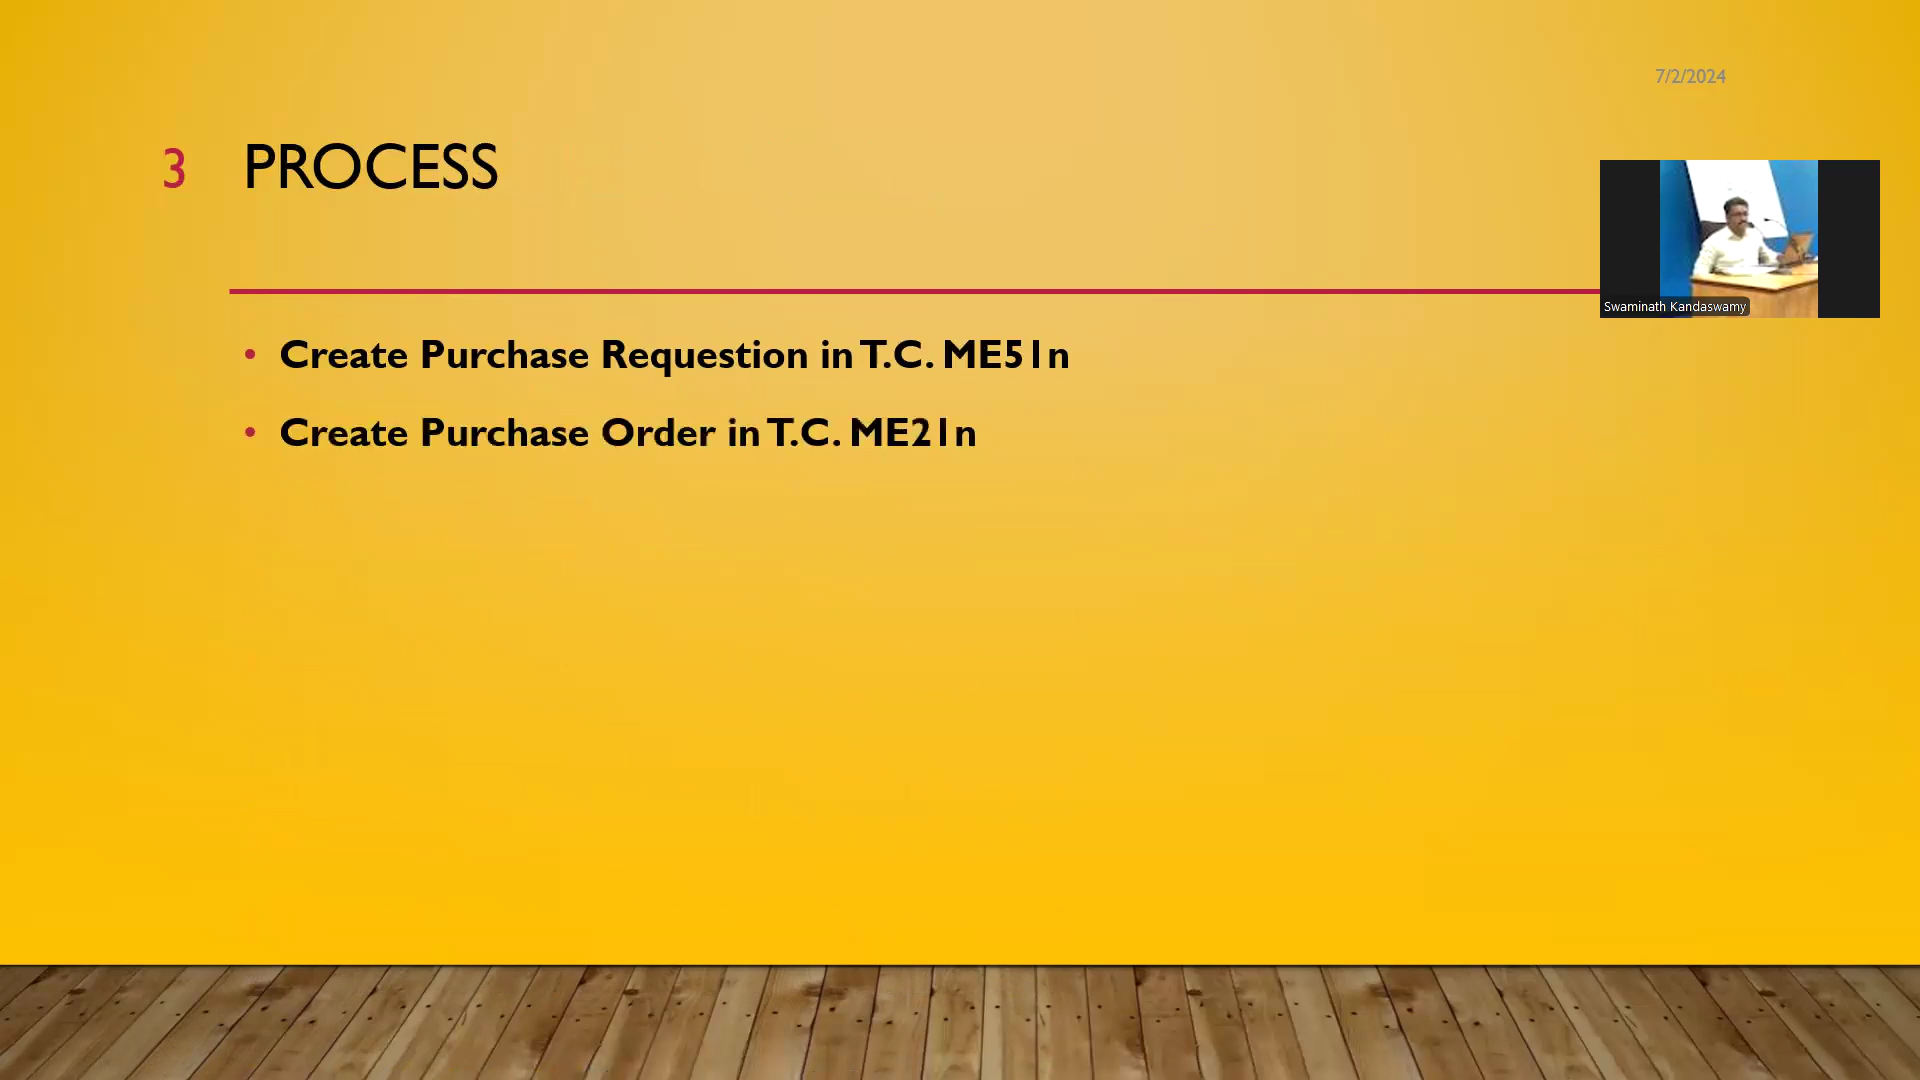 7/2/2024
3 PROCESS
Swaminath Kandaswamy
• Create Purchase Requestion in T.C. ME51n
• Create Purchase Order in T.C. ME21n